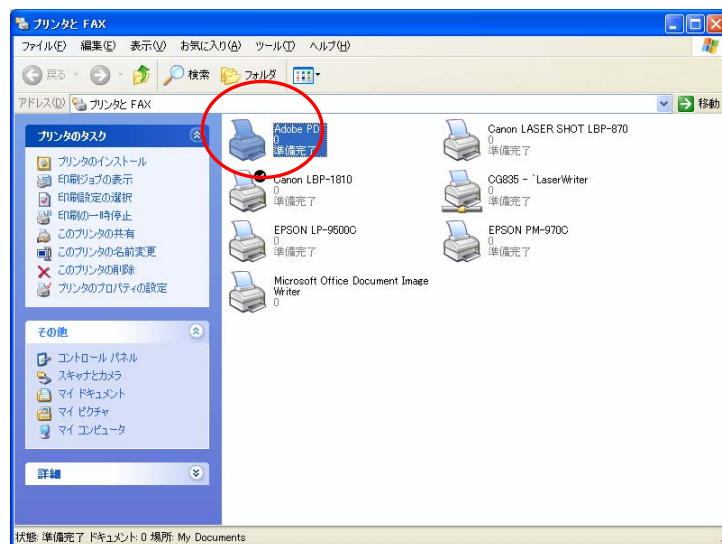 プリンタと FAX
ファイル(F) 編集(E) 表示(V) お気に入り(A) ツール(T) ヘルプ(H)
戻る 検索 フォルダ
アドレス(D) プリンタと FAX 移動
プリンタのタスク
プリンタのインストール
印刷ジョブの表示
印刷設定の選択
印刷の一時停止
このプリンタの共有
このプリンタの名前変更
このプリンタの削除
プリンタのプロパティの設定
その他
コントロール パネル
スキャナとカメラ
マイ ドキュメント
マイ ピクチャ
マイ コンピュータ
詳細
Adobe PD
0
準備完了
Canon LASER SHOT LBP-870
0
準備完了
Canon LBP-1810
0
準備完了
CG835 - `LaserWriter
0
準備完了
EPSON LP-9500C
0
準備完了
EPSON PM-970C
0
準備完了
Microsoft Office Document Image
Writer
0
状態: 準備完了 ドキュメント: 0 場所: My Documents